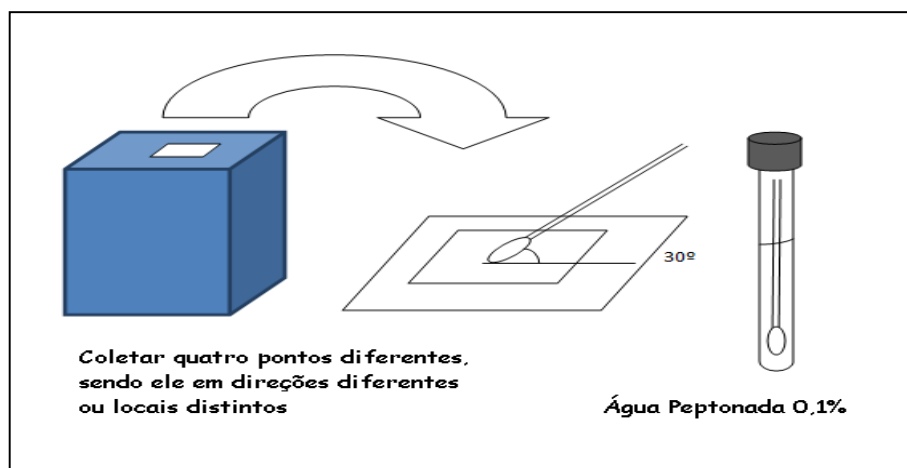 30º
Coletar quatro pontos diferentes,
sendo ele em direções diferentes
ou locais distintos
Água Peptonada 0,1%